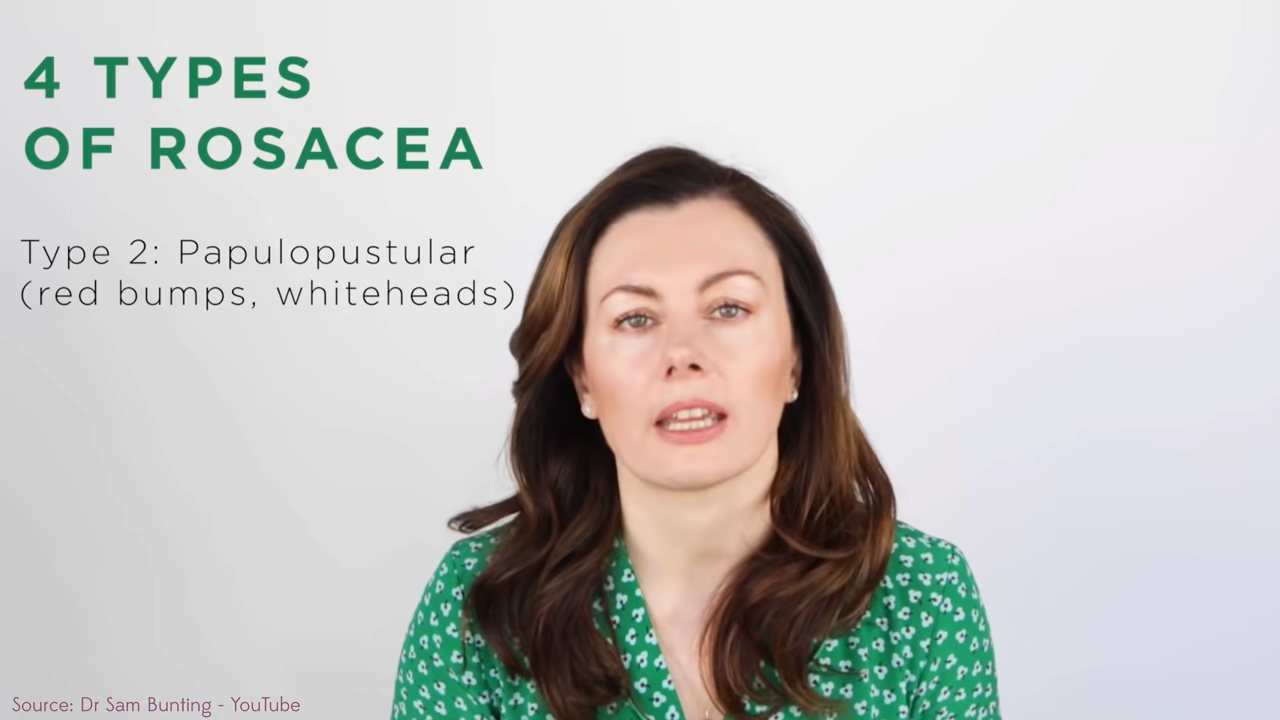 4 TYPES
OF ROSACEA
Type 2: Papulopustular
(red bumps, whiteheads)
Source: Dr Sam Bunting - YouTube